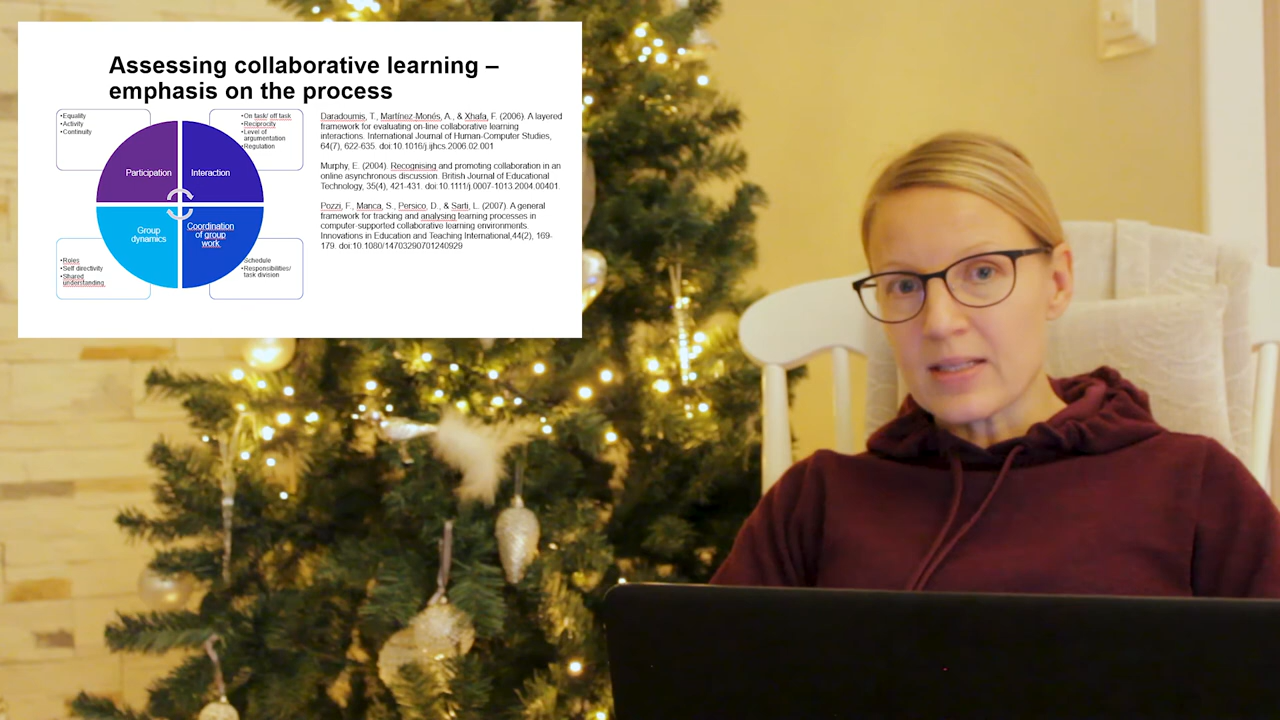 Assessing collaborative learning –
emphasis on the process
•Equality
•Activity
•Continuity
•On task/ off task
•Reciprocity
•Level of
argumentation
•Regulation
Participation
Interaction
Group
dynamics
Coordination
of group
work
•Roles
•Self directivity
•Shared
understanding
Schedule
•Responsibilities/
task division
Daradoumis, T., Martínez-Monés, A., & Xhafa, F. (2006). A layered
framework for evaluating on-line collaborative learning
interactions. International Journal of Human-Computer Studies,
64(7), 622-635. doi:10.1016/j.ijhcs.2006.02.001
Murphy, E. (2004). Recognising and promoting collaboration in an
online asynchronous discussion. British Journal of Educational
Technology, 35(4), 421-431. doi:10.1111/j.0007-1013.2004.00401.
Pozzi, F., Manca, S., Persico, D., & Sarti, L. (2007). A general
framework for tracking and analysing learning processes in
computer-supported collaborative learning environments.
Innovations in Education and Teaching International,44(2), 169-
179. doi:10.1080/14703290701240929